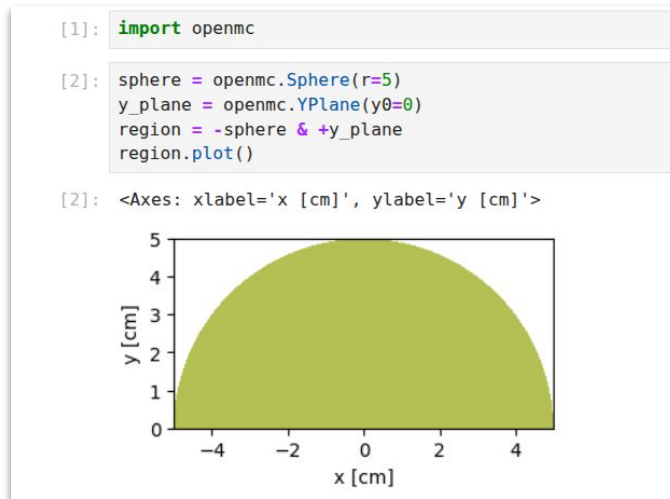 [1]: import openmc
[2]: sphere = openmc.Sphere(r=5)
y_plane = openmc.YPlane(y0=0)
region = -sphere & +y_plane
region.plot()
[2]: <Axes: xlabel='x [cm]', ylabel='y [cm]'>
5
4
3
2
1
0
y [cm]
−4 −2 0 2 4
x [cm]